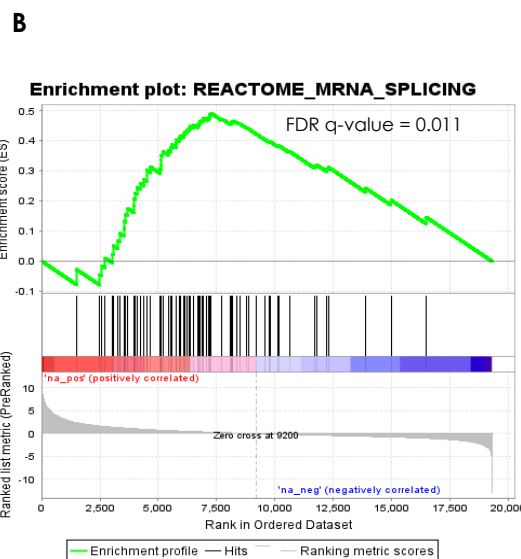 B
Enrichment plot: REACTOME_MRNA_SPLICING
FDR q-value = 0.011
Enrichment score (ES)
0.5
0.4
0.3
0.2
0.1
0.0
-0.1
'na_pos' (positively correlated)
Ranked list metric (PreRanked)
10
5
0
-5
-10
Zero cross at 9200
'na_neg' (negatively correlated)
0 2,500 5,000 7,500 10,000 12,500 15,000 17,500 20,000
Rank in Ordered Dataset
Enrichment profile Hits Ranking metric scores